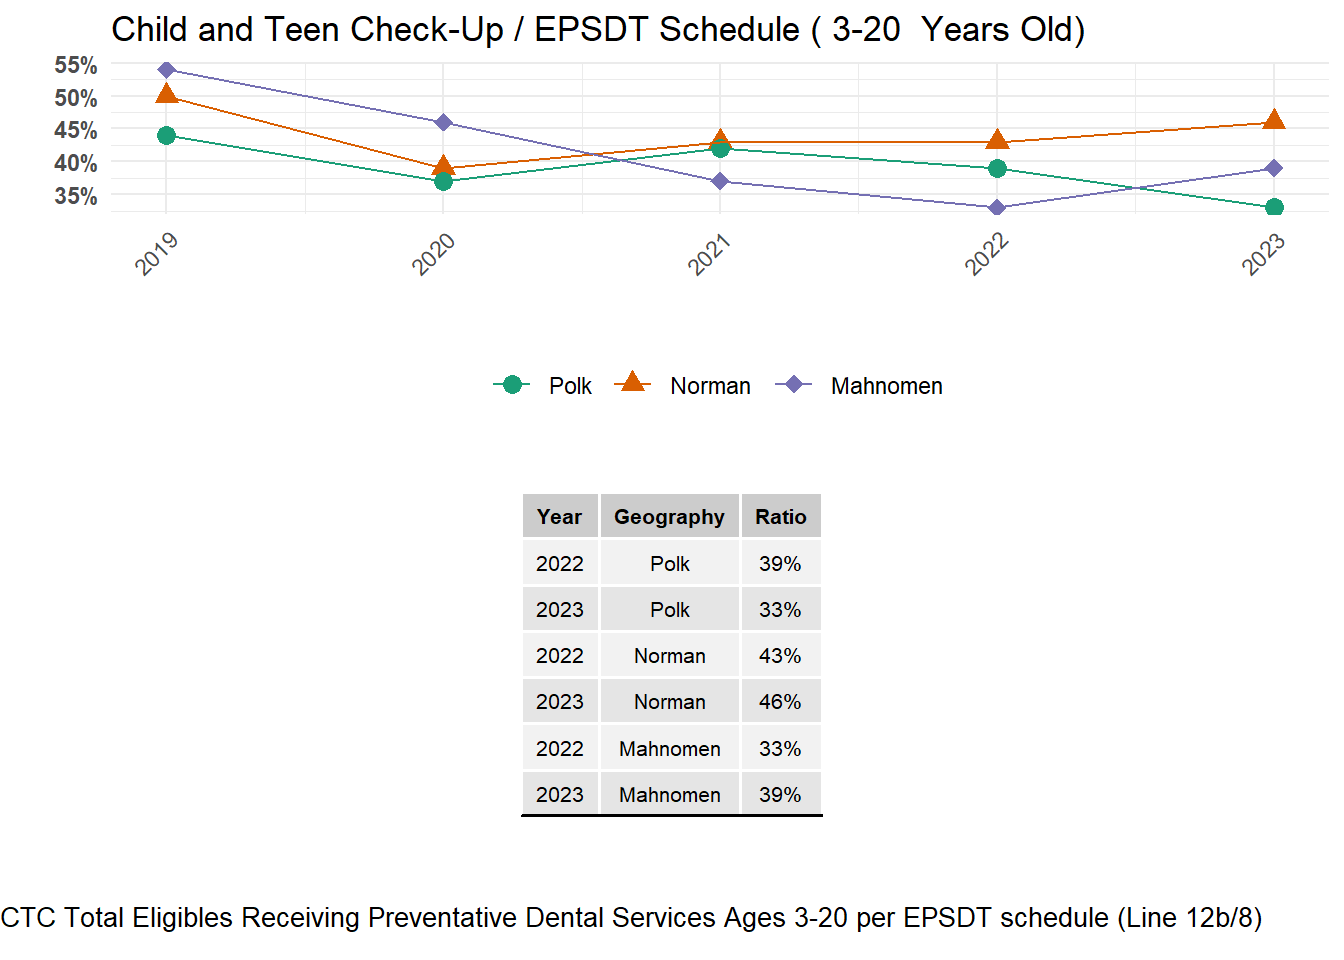 Child and Teen Check-Up / EPSDT Schedule ( 3-20  Years Old)
55%
50%
45%
40%
35%
2019 2020 2021 2022 2023
Polk Norman Mahnomen
Year Geography Ratio
2022 Polk 39%
2023 Polk 33%
2022 Norman 43%
2023 Norman 46%
2022 Mahnomen 33%
2023 Mahnomen 39%
CTC Total Eligibles Receiving Preventative Dental Services Ages 3-20 per EPSDT schedule (Line 12b/8)